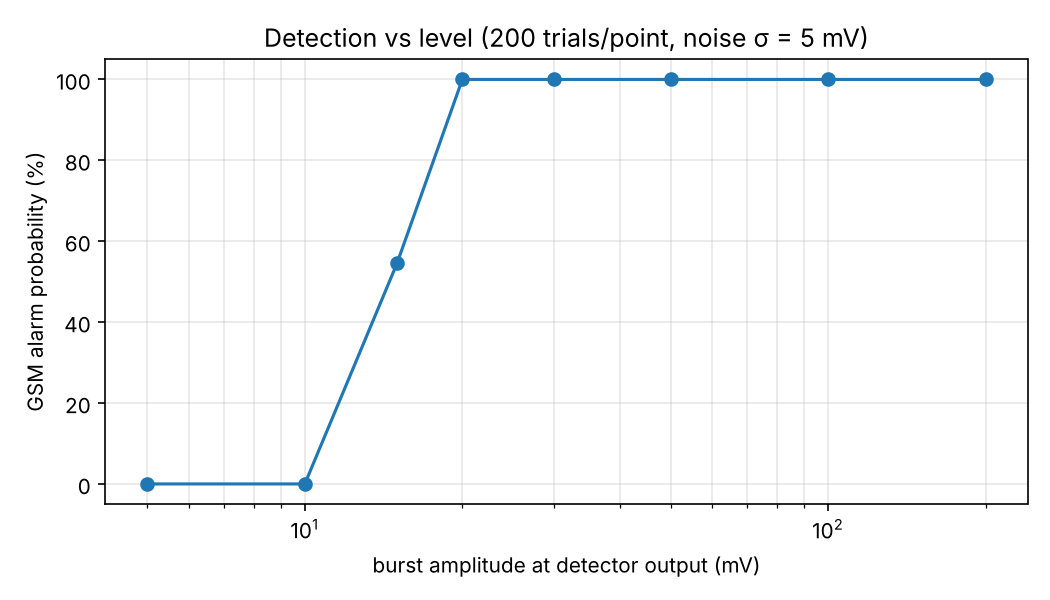 Detection vs level (200 trials/point, noise σ = 5 mV)
GSM alarm probability (%)
100
80
60
40
20
0
10¹
10²
burst amplitude at detector output (mV)